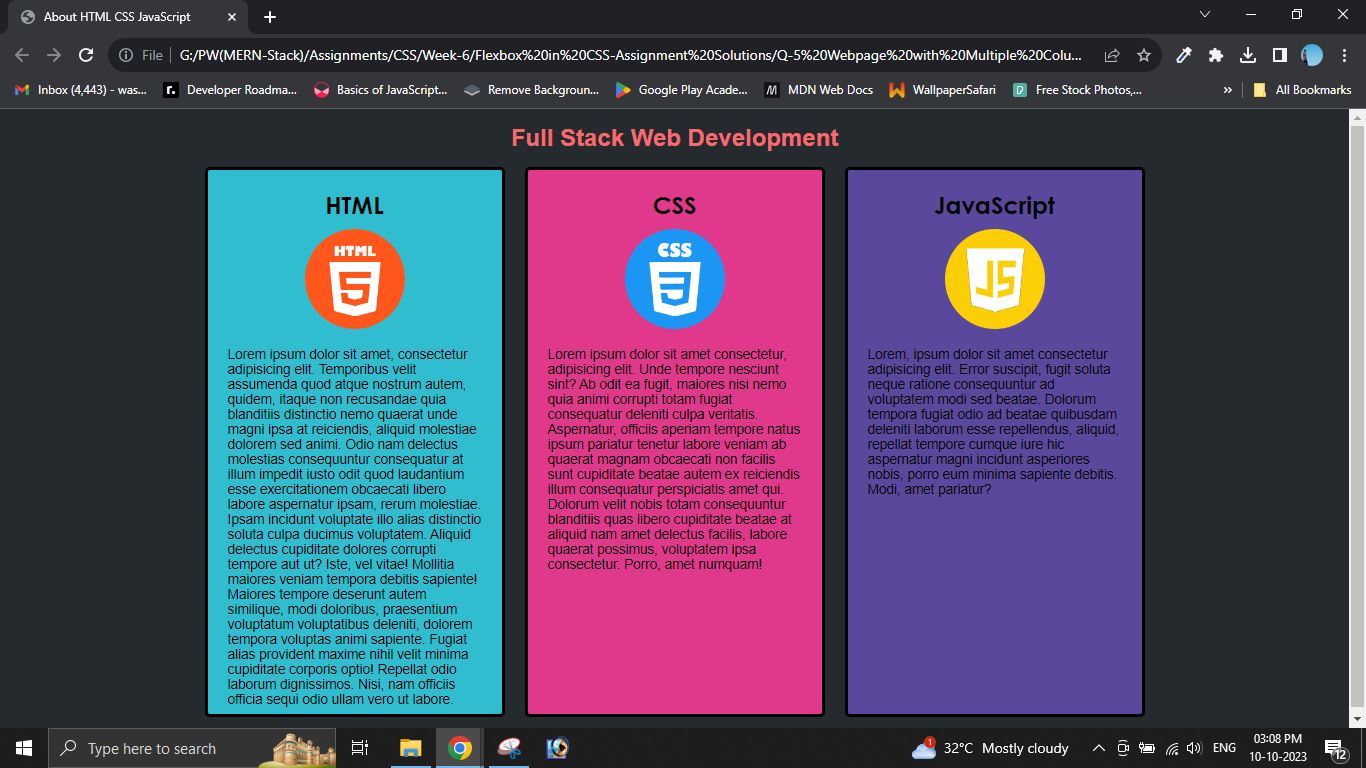 About HTML CSS JavaScript
File
G:/PW(MERN-Stack)/Assignments/CSS/Week-6/Flexbox%20in%20CSS-Assignment%20Solutions/Q-5%20Webpage%20with%20Multiple%20Colu...
Inbox (4,443) - was...
r.
Developer Roadma...
Basics of JavaScript...
Remove Backgroun...
Google Play Acade...
MDN Web Docs
WallpaperSafari
Free Stock Photos,...
»
All Bookmarks
Full Stack Web Development
HTML
HTML
5
Lorem ipsum dolor sit amet, consectetur
adipisicing elit. Temporibus velit
assumenda quod atque nostrum autem,
quidem, itaque non recusandae quia
blanditiis distinctio nemo quaerat unde
magni ipsa at reiciendis, aliquid molestiae
dolorem sed animi. Odio nam delectus
molestias consequuntur consequatur at
illum impedit iusto odit quod laudantium
esse exercitationem obcaecati libero
labore aspernatur ipsam, rerum molestiae.
Ipsam incidunt voluptate illo alias distinctio
soluta culpa ducimus voluptatem. Aliquid
delectus cupiditate dolores corrupti
tempore aut ut? Iste, vel vitae! Mollitia
maiores veniam tempora debitis sapiente!
Maiores tempore deserunt autem
similique, modi doloribus, praesentium
voluptatum voluptatibus deleniti, dolorem
tempora voluptas animi sapiente. Fugiat
alias provident maxime nihil velit minima
cupiditate corporis optio! Repellat odio
laborum dignissimos. Nisi, nam officiis
officia sequi odio ullam vero ut labore.
CSS
CSS
3
Lorem ipsum dolor sit amet consectetur,
adipisicing elit. Unde tempore nesciunt
sint? Ab odit ea fugit, maiores nisi nemo
quia animi corrupti totam fugiat
consequatur deleniti culpa veritatis.
Aspernatur, officiis aperiam tempore natus
ipsum pariatur tenetur labore veniam ab
quaerat magnam obcaecati non facilis
sunt cupiditate beatae autem ex reiciendis
illum consequatur perspiciatis amet qui.
Dolorum velit nobis totam consequuntur
blanditiis quas libero cupiditate beatae at
aliquid nam amet delectus facilis, labore
quaerat possimus, voluptatem ipsa
consectetur. Porro, amet numquam!
JavaScript
JS
Lorem, ipsum dolor sit amet consectetur
adipisicing elit. Error suscipit, fugit soluta
neque ratione consequuntur ad
voluptatem modi sed beatae. Dolorum
tempora fugiat odio ad beatae quibusdam
deleniti laborum esse repellendus, aliquid,
repellat tempore cumque iure hic
aspernatur magni incidunt asperiores
nobis, porro eum minima sapiente debitis.
Modi, amet pariatur?
Type here to search
1
32°C Mostly cloudy
ENG
03:08 PM
10-10-2023
12